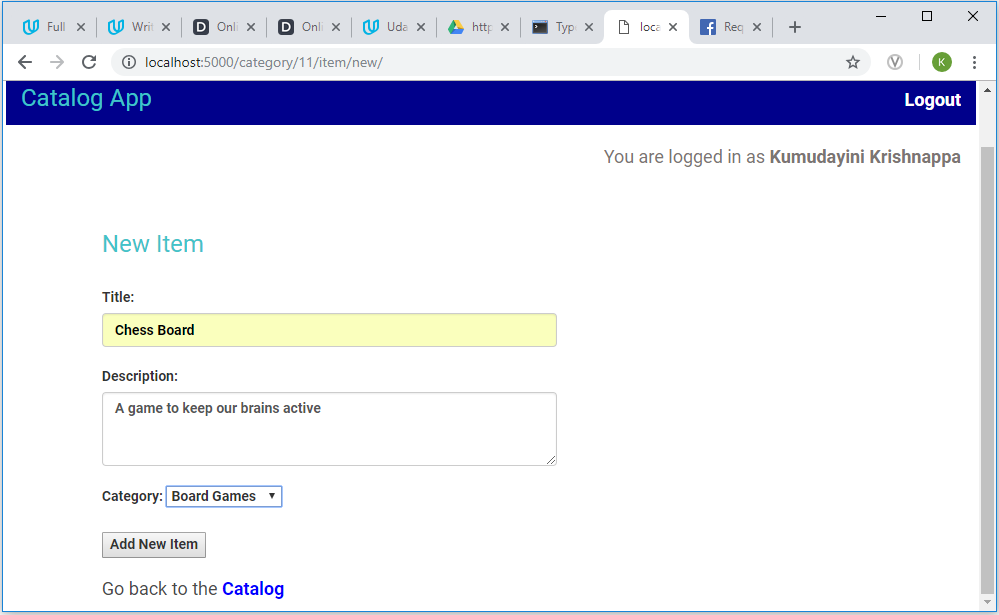 Full
Writ
Onli
Onli
Uda
http
Type
loca
Req
localhost:5000/category/11/item/new/
K
Catalog App
Logout
You are logged in as Kumudayini Krishnappa
New Item
Title:
Chess Board
Description:
A game to keep our brains active
Category: Board Games
Add New Item
Go back to the Catalog